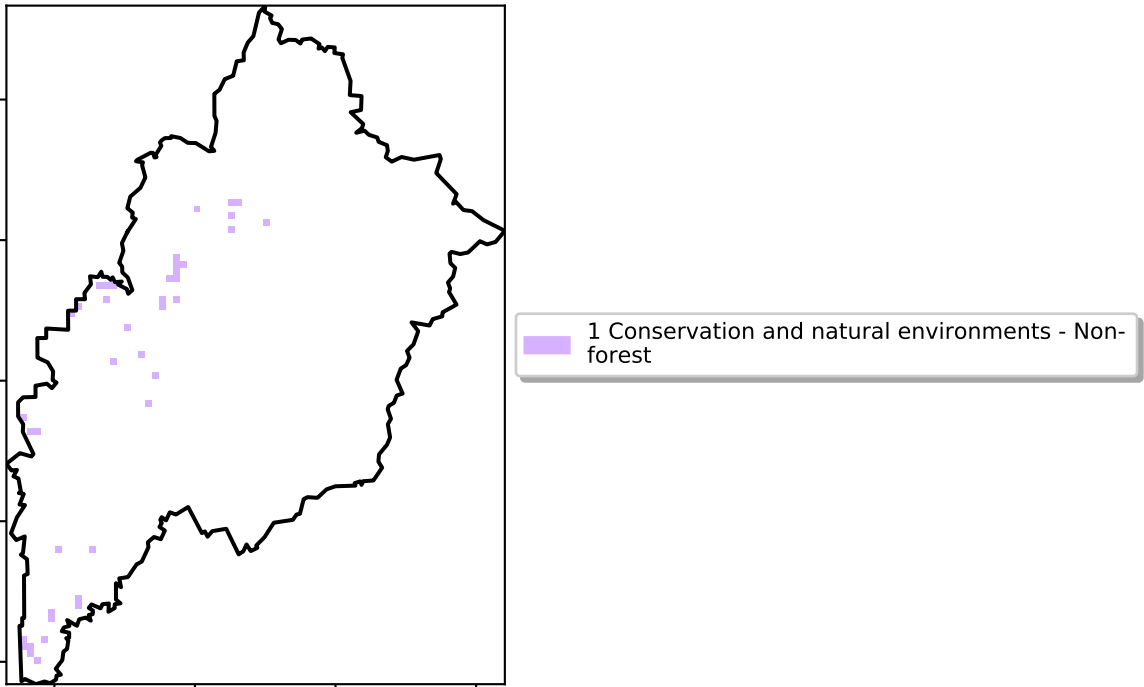 1 Conservation and natural environments - Non-
forest